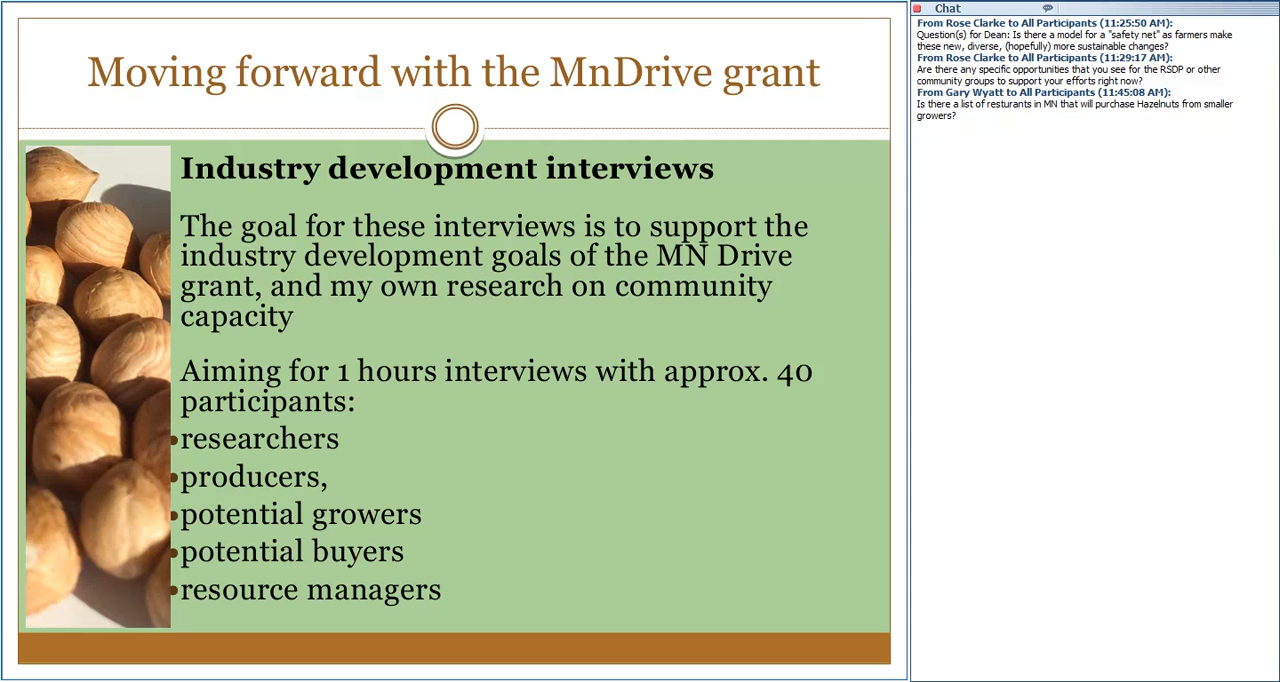 Moving forward with the MnDrive grant
Industry development interviews
The goal for these interviews is to support the
industry development goals of the MN Drive
grant, and my own research on community
capacity
Aiming for 1 hours interviews with approx. 40
participants:
•researchers
•producers,
•potential growers
•potential buyers
•resource managers
Chat
From Rose Clarke to All Participants (11:25:50 AM):
Question(s) for Dean: Is there a model for a "safety net" as farmers make
these new, diverse, (hopefully) more sustainable changes?
From Rose Clarke to All Participants (11:29:17 AM):
Are there any specific opportunities that you see for the RSDP or other
community groups to support your efforts right now?
From Gary Wyatt to All Participants (11:45:08 AM):
Is there a list of resturants in MN that will purchase Hazelnuts from smaller
growers?